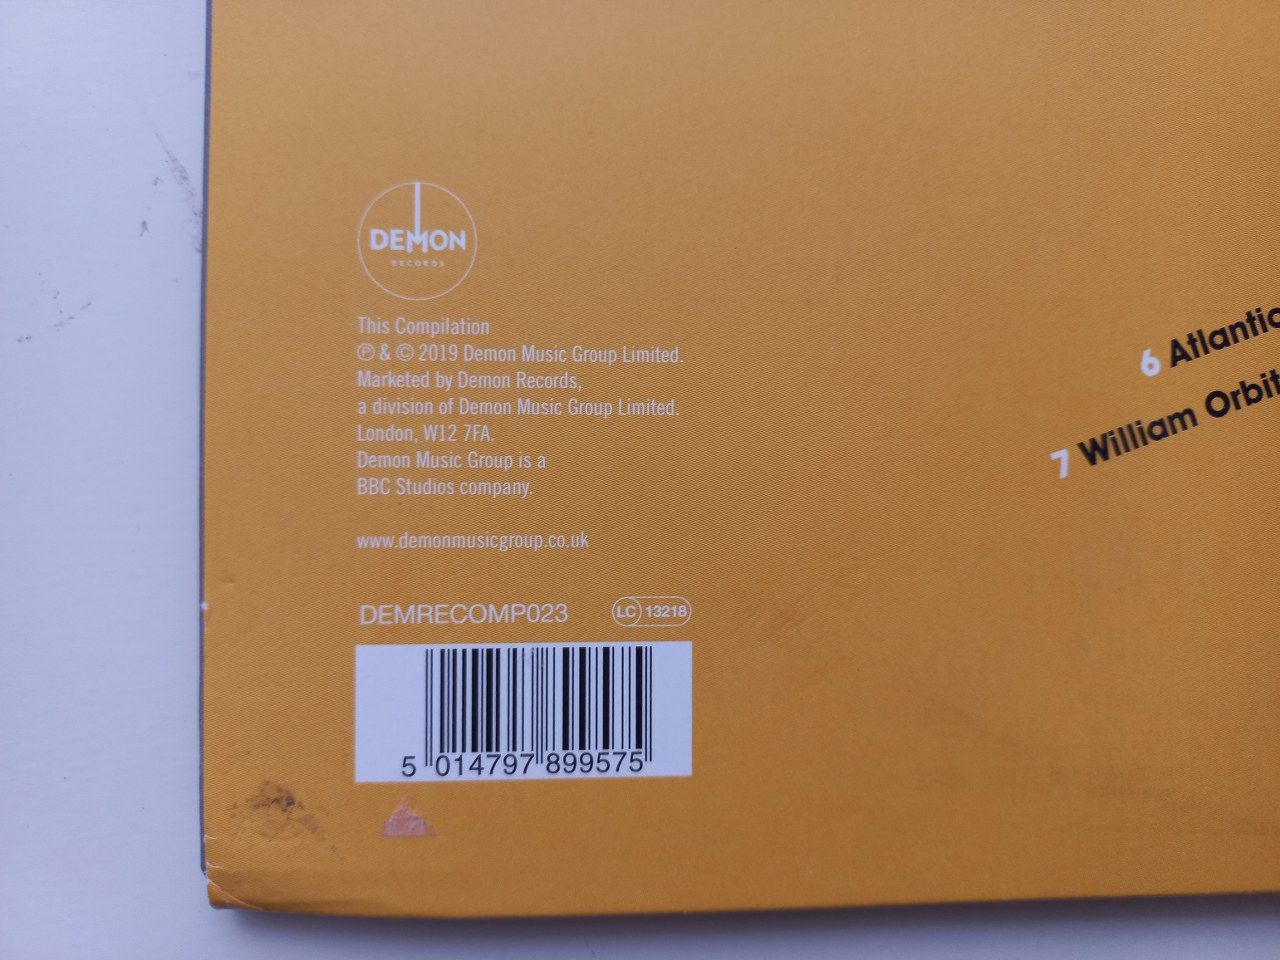 DEMON
RECORDS
This Compilation
℗ & © 2019 Demon Music Group Limited.
Marketed by Demon Records,
a division of Demon Music Group Limited.
London, W12 7FA.
Demon Music Group is a
BBC Studios company.
www.demonmusicgroup.co.uk
DEMRECOMP023
LC 13218
5 014797 899575
6 Atlantic
7 William Orbit